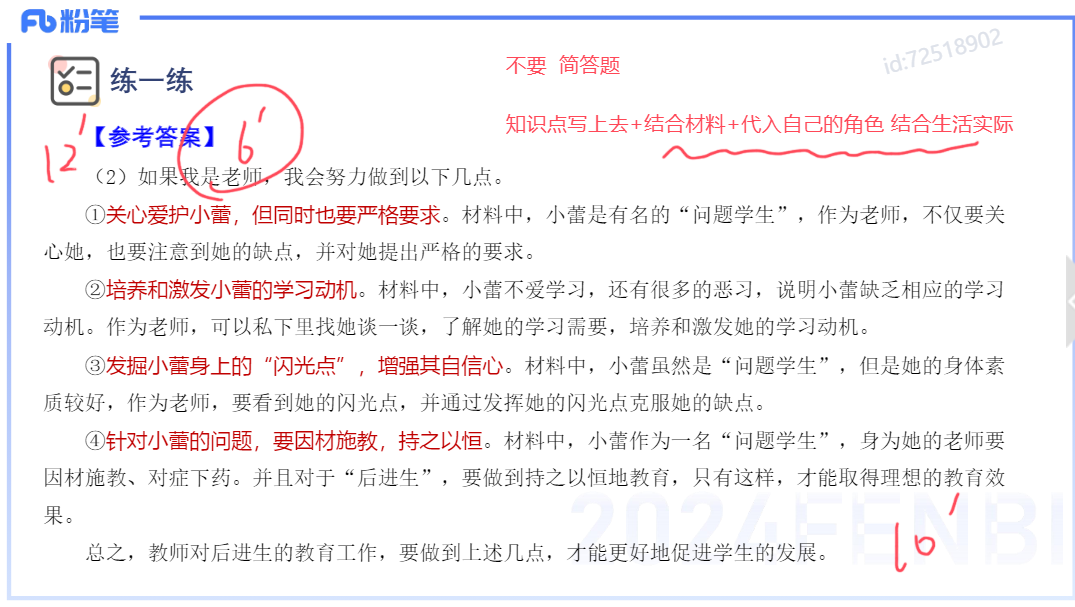 粉笔
id:72518902
不要 简答题
练一练
知识点写上去+结合材料+代入自己的角色 结合生活实际
12'
【参考答案】
6'
（2）如果我是老师，我会努力做到以下几点。
①关心爱护小蕾，但同时也要严格要求。材料中，小蕾是有名的“问题学生”，作为老师，不仅要关
心她，也要注意到她的缺点，并对她提出严格的要求。
②培养和激发小蕾的学习动机。材料中，小蕾不爱学习，还有很多的恶习，说明小蕾缺乏相应的学习
动机。作为老师，可以私下里找她谈一谈，了解她的学习需要，培养和激发她的学习动机。
③发掘小蕾身上的“闪光点”，增强其自信心。材料中，小蕾虽然是“问题学生”，但是她的身体素
质较好，作为老师，要看到她的闪光点，并通过发挥她的闪光点克服她的缺点。
④针对小蕾的问题，要因材施教，持之以恒。材料中，小蕾作为一名“问题学生”，身为她的老师要
因材施教、对症下药。并且对于“后进生”，要做到持之以恒地教育，只有这样，才能取得理想的教育效
果。
2024FENBI
总之，教师对后进生的教育工作，要做到上述几点，才能更好地促进学生的发展。
10'